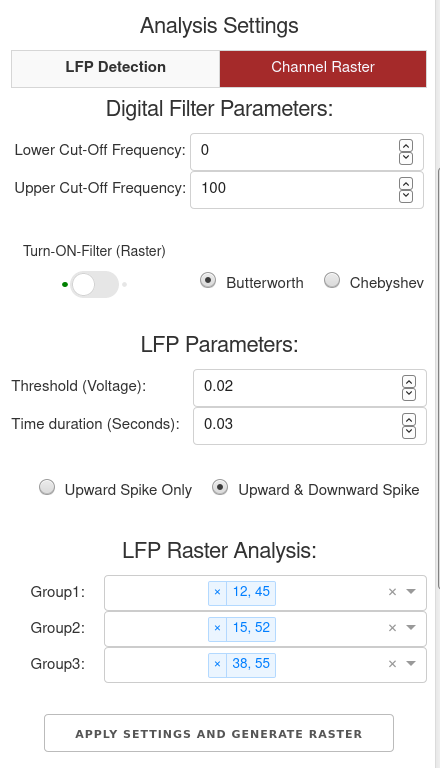 Analysis Settings
LFP Detection Channel Raster
Digital Filter Parameters:
Lower Cut-Off Frequency: 0
Upper Cut-Off Frequency: 100
Turn-ON-Filter (Raster)
Butterworth Chebyshev
LFP Parameters:
Threshold (Voltage): 0.02
Time duration (Seconds): 0.03
Upward Spike Only Upward & Downward Spike
LFP Raster Analysis:
Group1: × 12, 45 ×
Group2: × 15, 52 ×
Group3: × 38, 55 ×
APPLY SETTINGS AND GENERATE RASTER